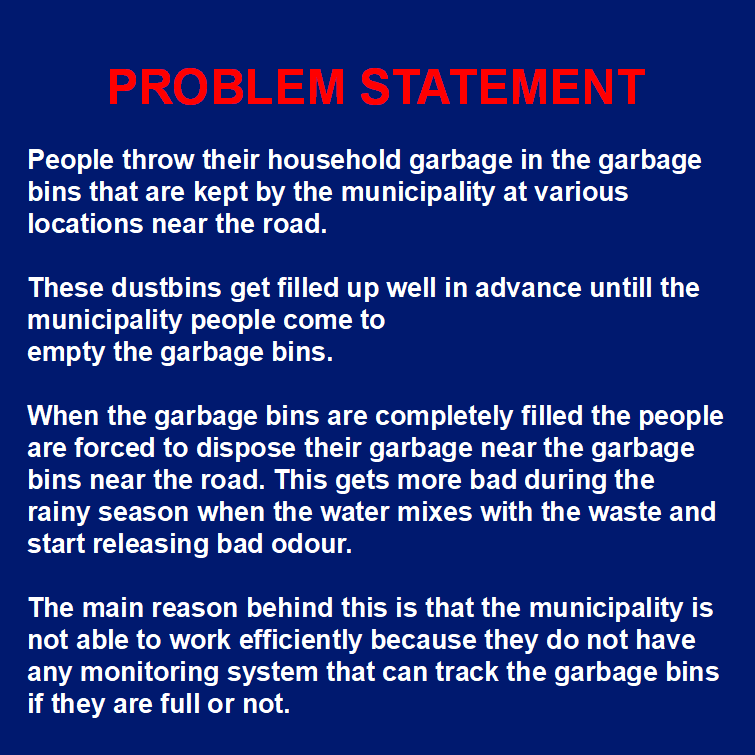 PROBLEM STATEMENT
People throw their household garbage in the garbage
bins that are kept by the municipality at various
locations near the road.
These dustbins get filled up well in advance untill the
municipality people come to
empty the garbage bins.
When the garbage bins are completely filled the people
are forced to dispose their garbage near the garbage
bins near the road. This gets more bad during the
rainy season when the water mixes with the waste and
start releasing bad odour.
The main reason behind this is that the municipality is
not able to work efficiently because they do not have
any monitoring system that can track the garbage bins
if they are full or not.